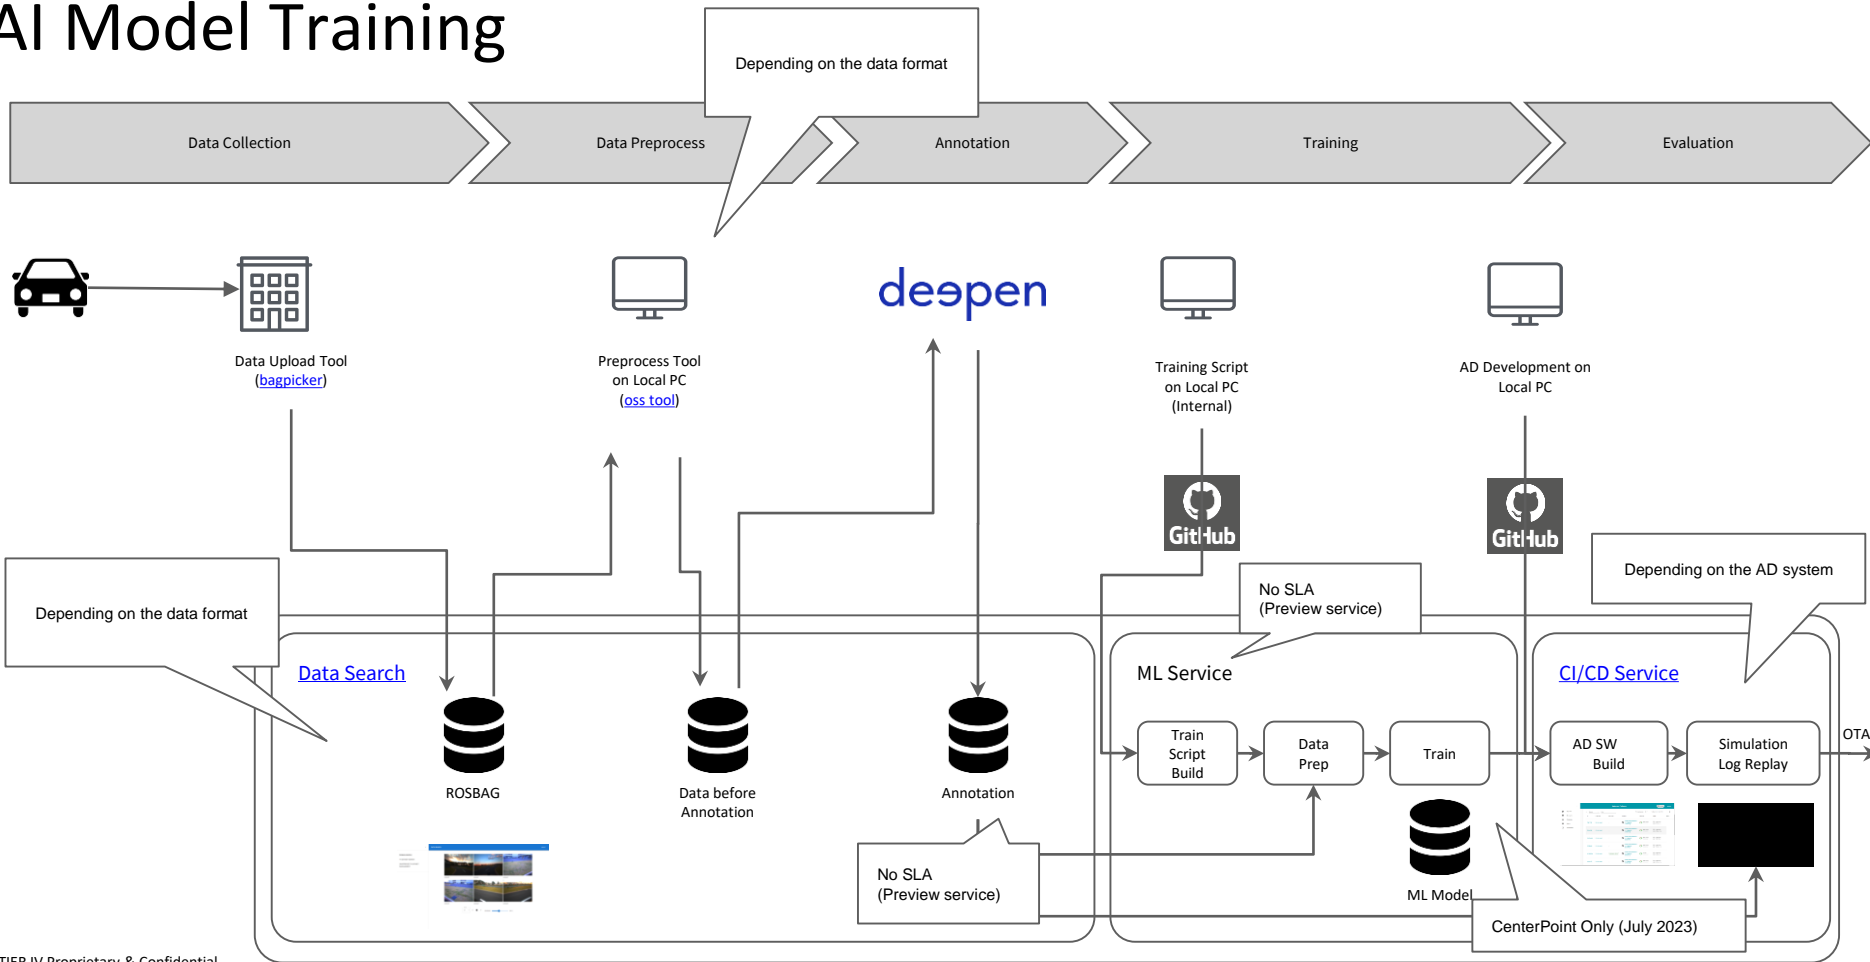 AI Model Training
Depending on the data format
Data Collection
Data Preprocess
Annotation
Training
Evaluation
deepen
Data Upload Tool
(bagpicker)
Preprocess Tool
on Local PC
(oss tool)
Training Script
on Local PC
(Internal)
AD Development on
Local PC
GitHub
GitHub
Depending on the data format
No SLA
(Preview service)
Depending on the AD system
Data Search
ML Service
CI/CD Service
ROSBAG
Data before
Annotation
Annotation
Train
Script
Build
Data
Prep
Train
AD SW
Build
Simulation
Log Replay
OTA
No SLA
(Preview service)
ML Model
CenterPoint Only (July 2023)
TIER IV Proprietary & Confidential